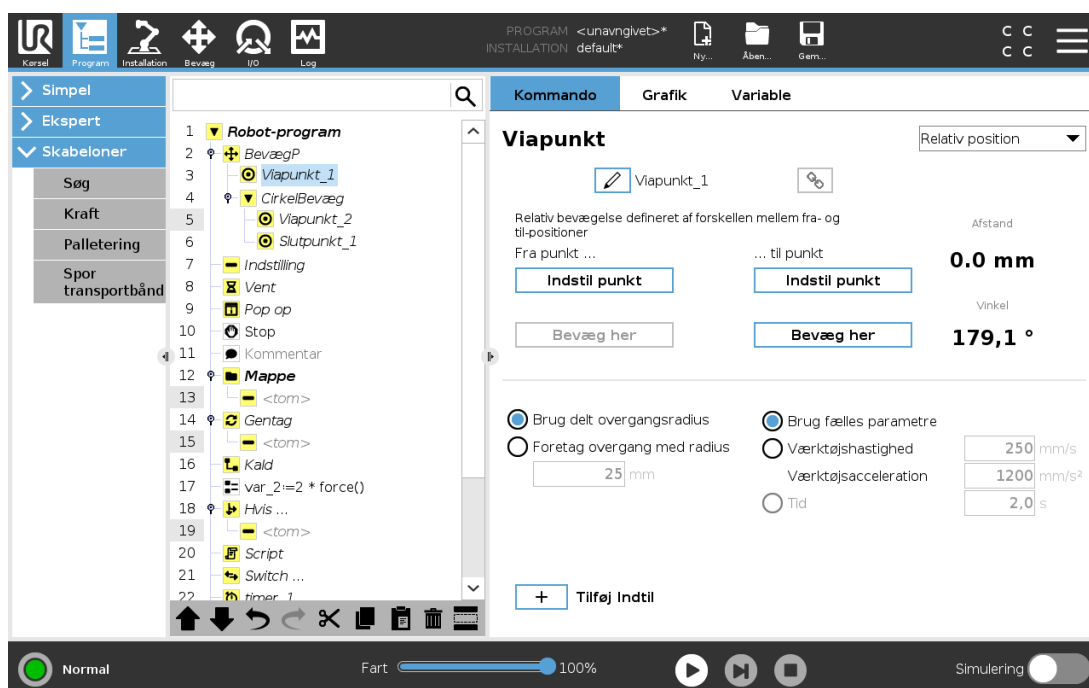 PROGRAM <unavngivet>*
INSTALLATION default*
UR
Kørsel
Program
Installation
Bevæg
I/O
Log
Ny...
Åben...
Gem...
C C
C C
Simpel
Ekspert
Skabeloner
Søg
Kraft
Palletering
Spor
transportbånd
1 Robot-program
2 BevægP
3 Viapunkt_1
4 CirkelBevæg
5 Viapunkt_2
6 Slutpunkt_1
7 Indstilling
8 Vent
9 Pop op
10 Stop
11 Kommentar
12 Mappe
13 <tom>
14 Gentag
15 <tom>
16 Kald
17 var_2:=2 * force()
18 Hvis ...
19 <tom>
20 Script
21 Switch ...
22 timer_1
Kommando Grafik Variable
Viapunkt
Relativ position
Viapunkt_1
Relativ bevægelse defineret af forskellen mellem fra- og
til-positioner
Fra punkt ...
... til punkt
Indstil punkt
Indstil punkt
Bevæg her
Bevæg her
Afstand
0.0 mm
Vinkel
179,1 °
Brug delt overgangsradius
Foretag overgang med radius
25 mm
Brug fælles parametre
Værktøjshastighed 250 mm/s
Værktøjsacceleration 1200 mm/s²
Tid 2,0 s
+ Tilføj Indtil
Normal
Fart 100%
Simulering